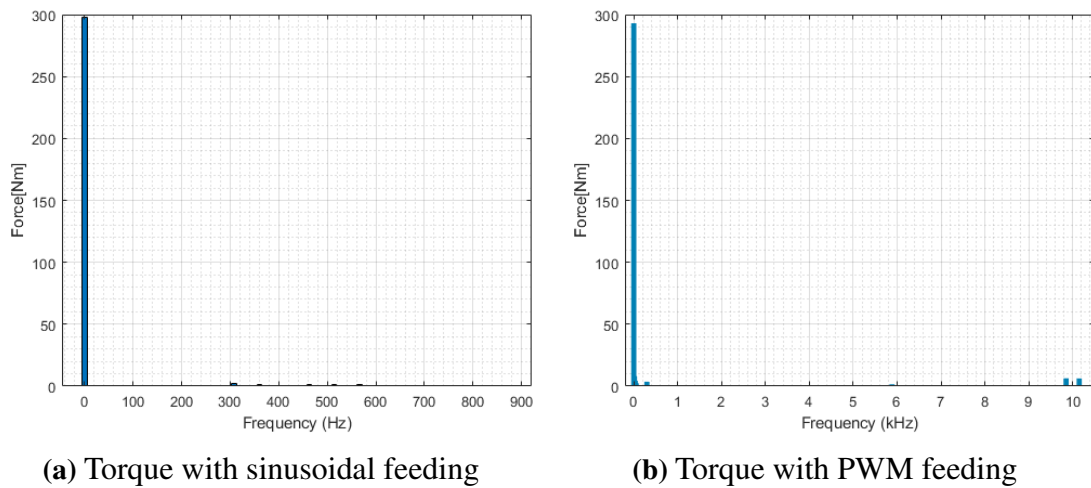 300
250
200
150
100
50
0
Force[Nm]
0 100 200 300 400 500 600 700 800 900
Frequency (Hz)
(a) Torque with sinusoidal feeding
300
250
200
150
100
50
0
Force[Nm]
0 1 2 3 4 5 6 7 8 9 10
Frequency (kHz)
(b) Torque with PWM feeding